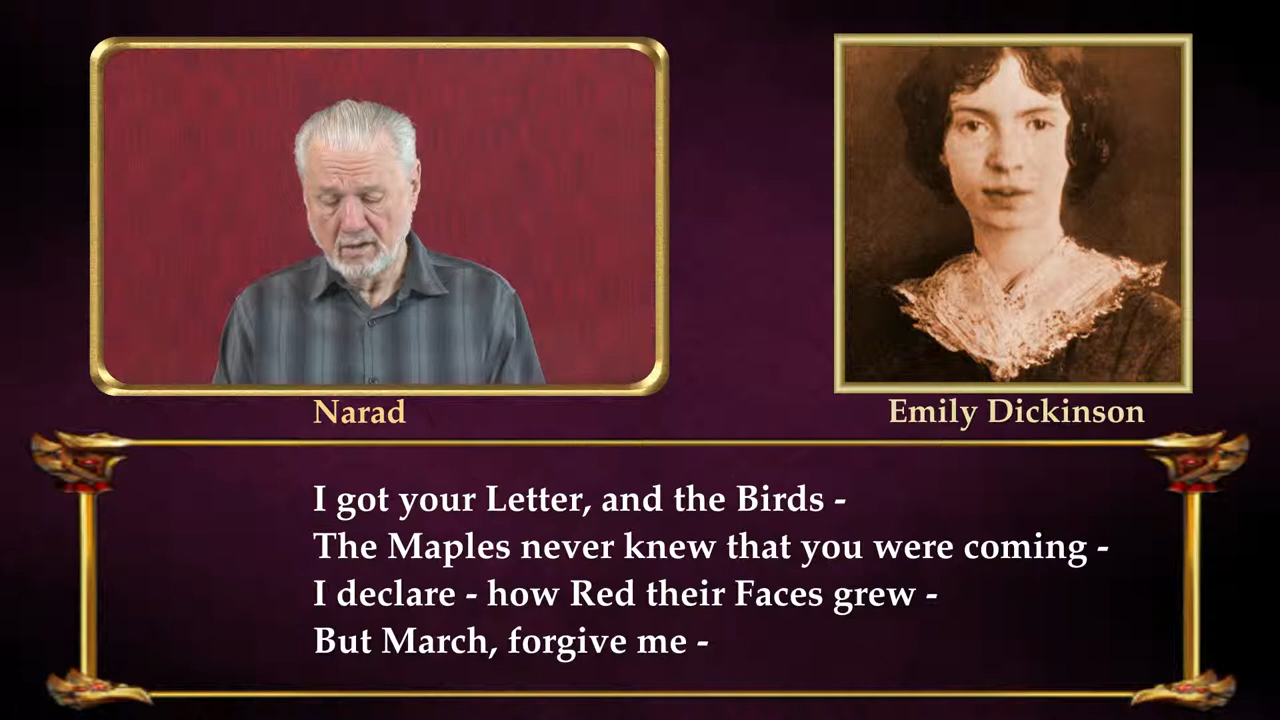 Narad
Emily Dickinson
I got your Letter, and the Birds -
The Maples never knew that you were coming -
I declare - how Red their Faces grew -
But March, forgive me -